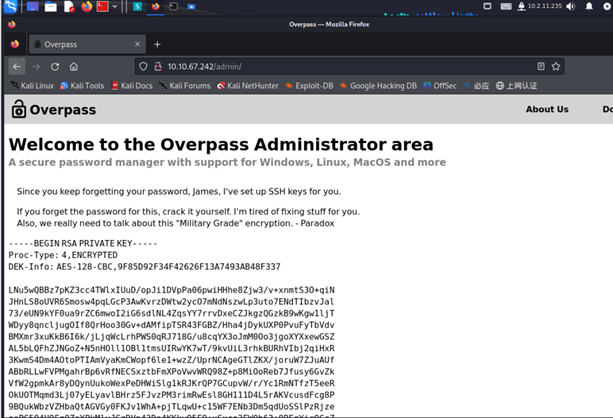 10.2.11.235
Overpass — Mozilla Firefox
Overpass
10.10.67.242/admin/
Kali Linux Kali Tools Kali Docs Kali Forums Kali NetHunter Exploit-DB Google Hacking DB OffSec 必应 上网认证
Overpass About Us
Welcome to the Overpass Administrator area
A secure password manager with support for Windows, Linux, MacOS and more
Since you keep forgetting your password, James, I've set up SSH keys for you.
If you forget the password for this, crack it yourself. I'm tired of fixing stuff for you.
Also, we really need to talk about this "Military Grade" encryption. - Paradox
-----BEGIN RSA PRIVATE KEY-----
Proc-Type: 4,ENCRYPTED
DEK-Info: AES-128-CBC,9F85D92F34F42626F13A7493AB48F337
LNu5wQBBz7pKZ3cc4TWlxIUuD/opJi1DVpPa06pwiHHhe8Zjw3/v+xnmtS3O+qiN
JHnLS8oUVR6Smosw4pqLGcP3AwKvrzDWtw2ycO7mNdNszwLp3uto7ENdTIbzvJal
73/eUN9kYF0ua9rZC6mwoI2iG6sdlNL4ZqsYY7rrvDxeCZJkgzQGzkB9wKgw1ljT
WDyy8qncljugOIf8QrHoo30Gv+dAMfipTSR43FGBZ/Hha4jDykUXP0PvuFyTbVdv
BMXmr3xuKkB6I6k/jLjqWcLrhPWS0qRJ718G/u8cqYX3oJmM0Oo3jgoXYXxewGSZ
AL5bLQFhZJNGoZ+N5nHOll1OBl1tmsUIRwYK7wT/9kvUiL3rhkBURhVIbj2qiHxR
3KwmS4Dm4AOtoPTIAmVyaKmCWopf6le1+wzZ/UprNCAgeGTlZKX/joruW7ZJuAUf
ABbRLLwFVPMgahrBp6vRfNECSxztbFmXPoVwvWRQ98Z+p8MiOoReb7Jfusy6GvZk
VfW2gpmkAr8yDQynUukoWexPeDHWiSlg1kRJKrQP7GCupvW/r/Yc1RmNTfzT5eeR
OkUOTMqmd3Lj07yELyavlBHrz5FJvzPM3rimRwEsl8GH111D4L5rAKVcusdFcg8P
9BQukWbzVZHbaQtAGVGy0FKJv1WhA+pjTLqwU+c15WF7ENb3Dm5qdUoSSlPzRjze